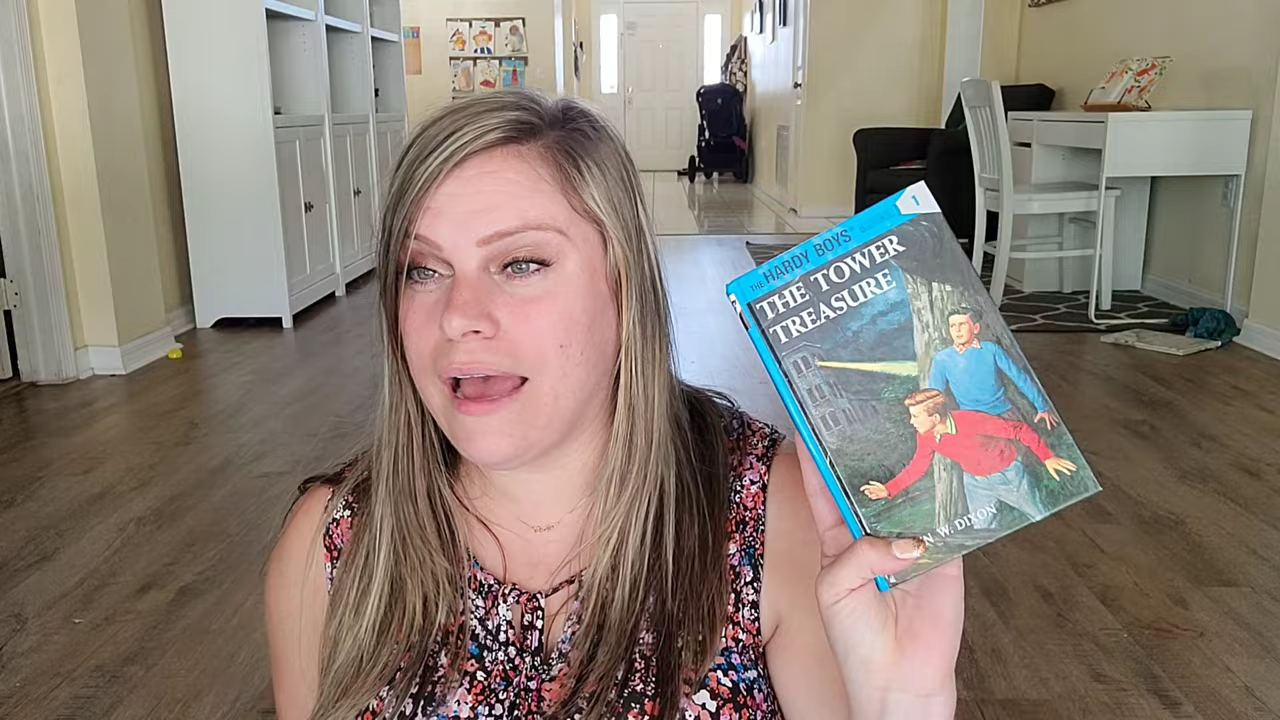 THE HARDY BOYS
1
THE TOWER
TREASURE
N W. DIXON